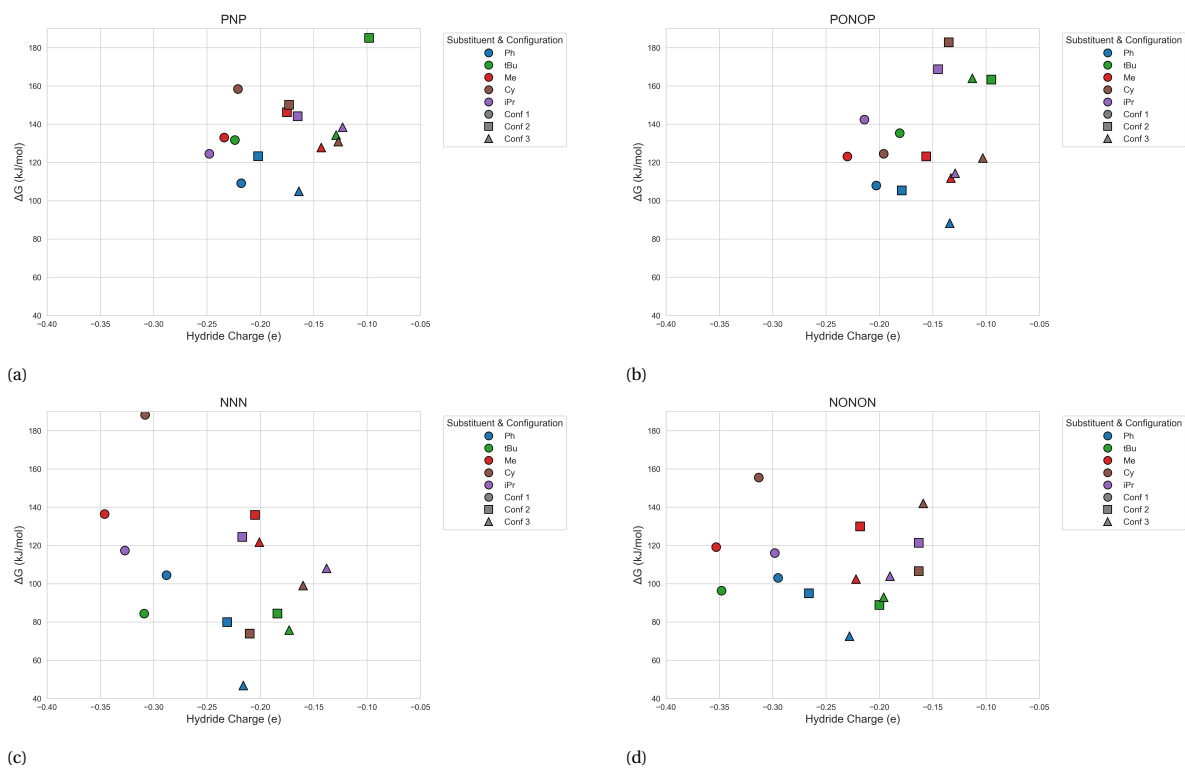 PNP
ΔG (kJ/mol)
180
160
140
120
100
80
60
40
−0.40
−0.35
−0.30
−0.25
−0.20
−0.15
−0.10
−0.05
Hydride Charge (e)
Substituent & Configuration
Ph
tBu
Me
Cy
iPr
Conf 1
Conf 2
Conf 3
(a)
PONOP
ΔG (kJ/mol)
180
160
140
120
100
80
60
40
−0.40
−0.35
−0.30
−0.25
−0.20
−0.15
−0.10
−0.05
Hydride Charge (e)
Substituent & Configuration
Ph
tBu
Me
Cy
iPr
Conf 1
Conf 2
Conf 3
(b)
NNN
ΔG (kJ/mol)
180
160
140
120
100
80
60
40
−0.40
−0.35
−0.30
−0.25
−0.20
−0.15
−0.10
−0.05
Hydride Charge (e)
Substituent & Configuration
Ph
tBu
Me
Cy
iPr
Conf 1
Conf 2
Conf 3
(c)
NONON
ΔG (kJ/mol)
180
160
140
120
100
80
60
40
−0.40
−0.35
−0.30
−0.25
−0.20
−0.15
−0.10
−0.05
Hydride Charge (e)
Substituent & Configuration
Ph
tBu
Me
Cy
iPr
Conf 1
Conf 2
Conf 3
(d)